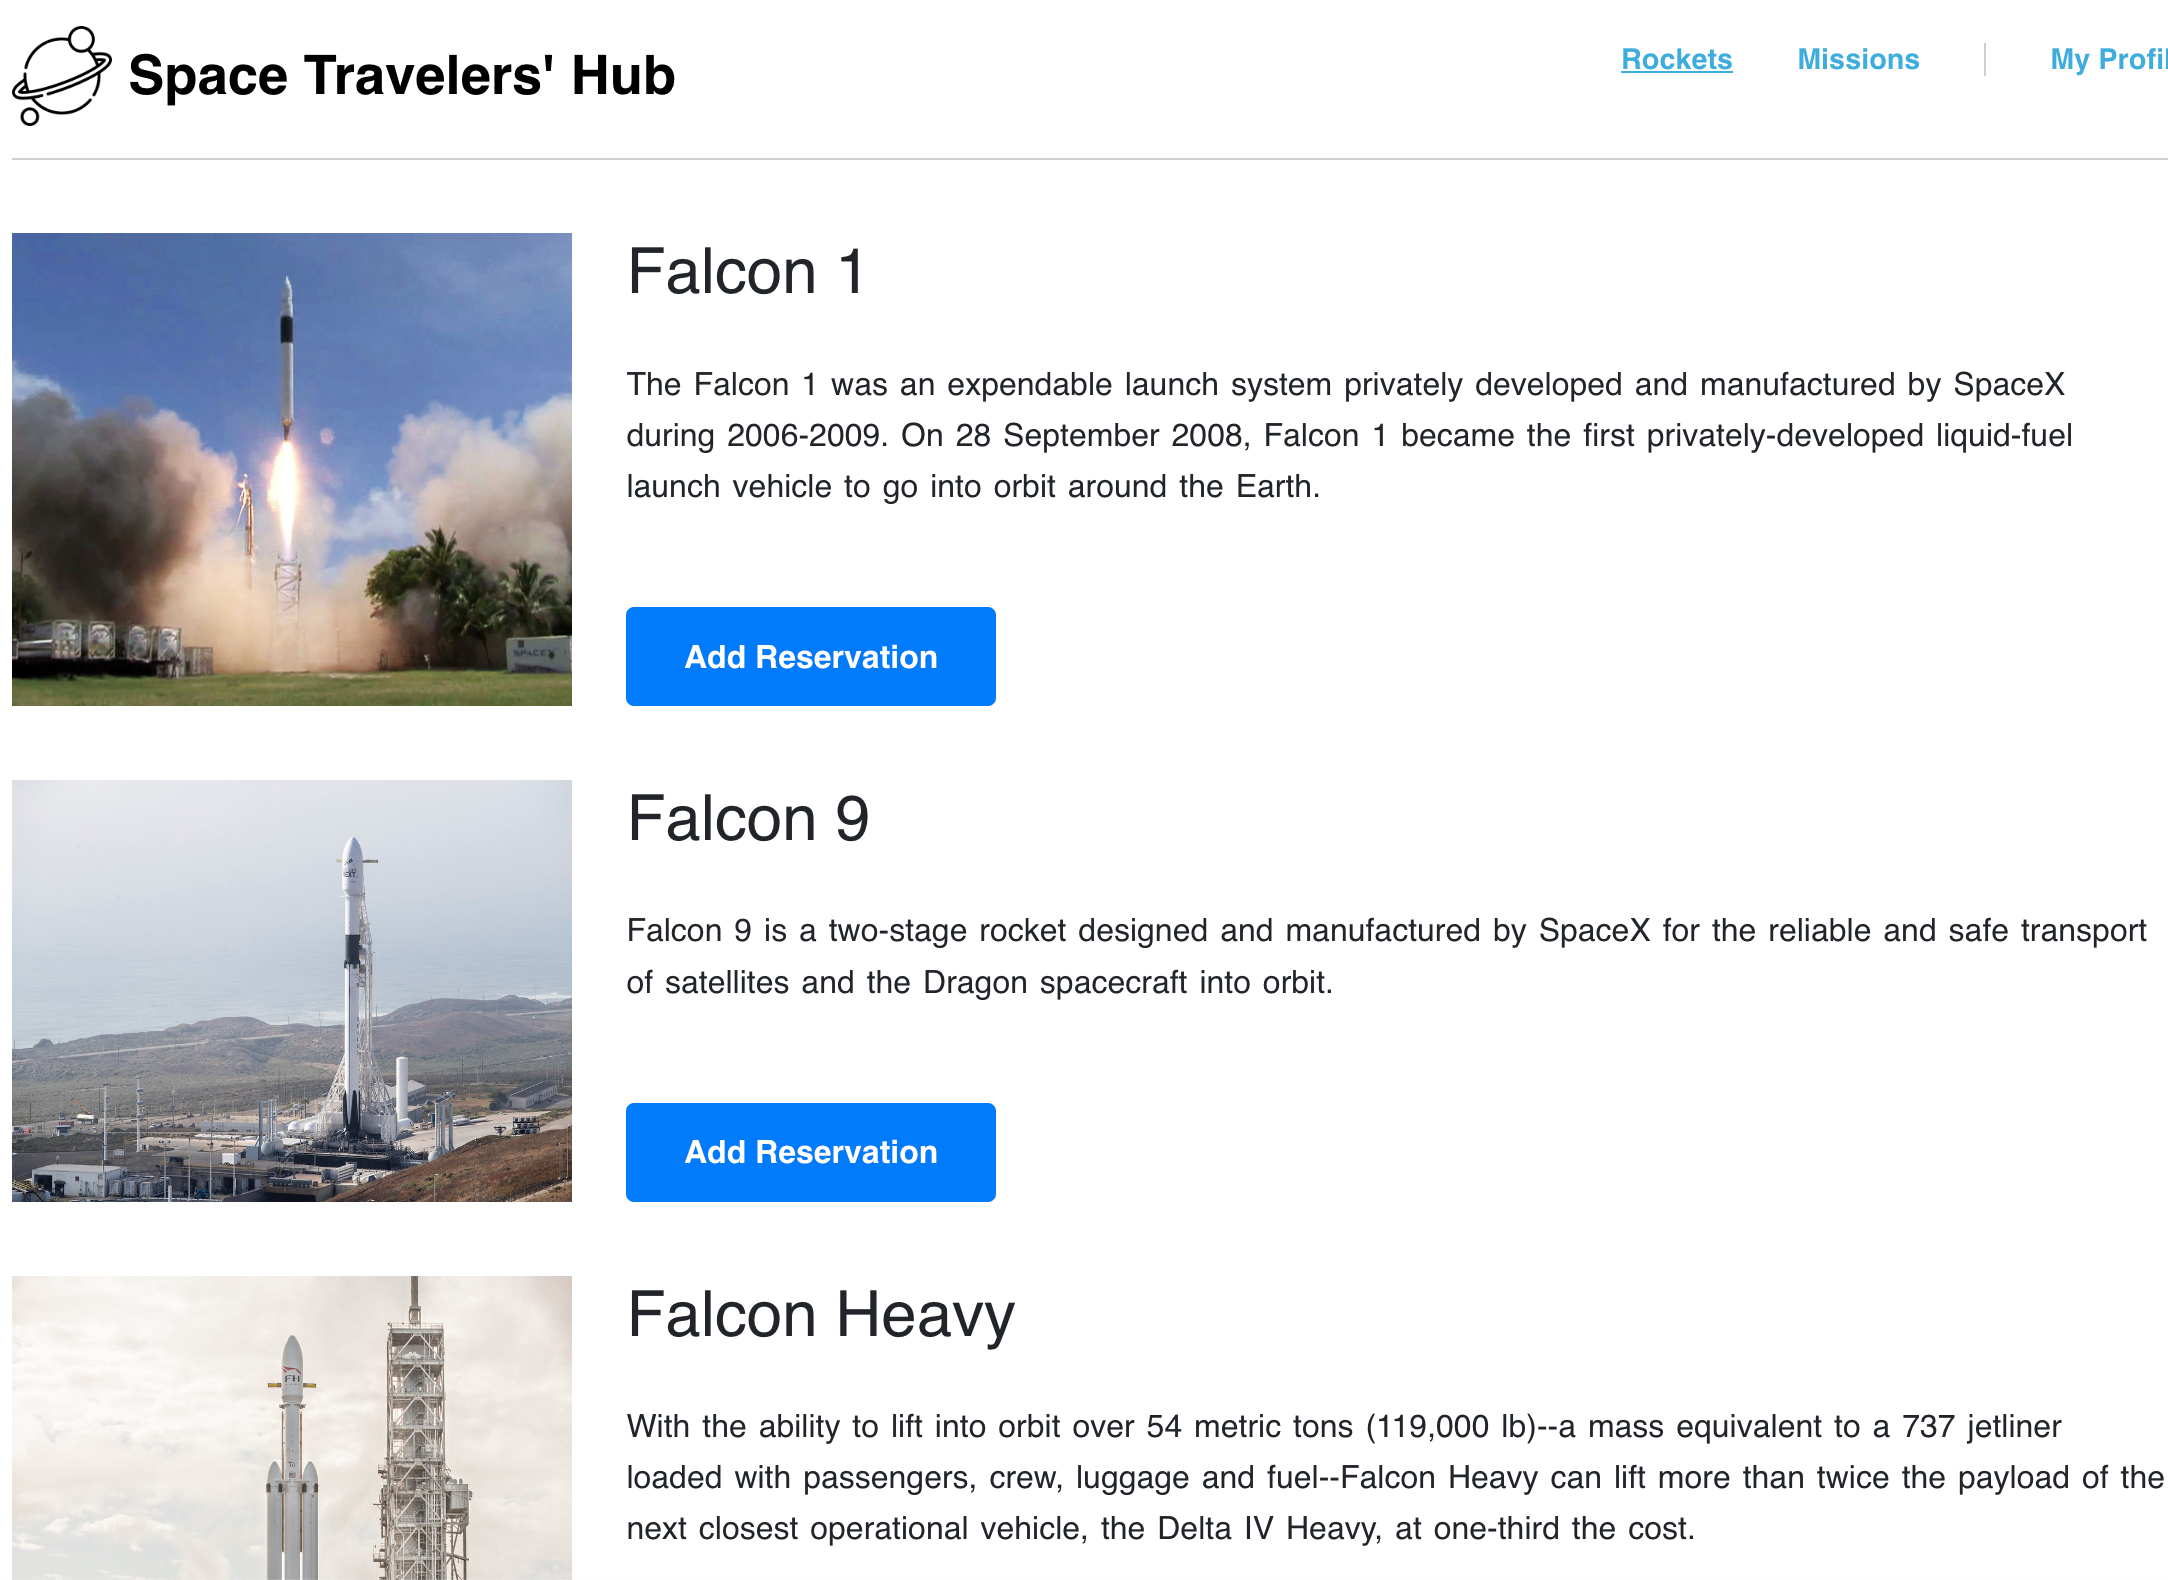 Space Travelers' Hub
Rockets
Missions
My Profil
Falcon 1
The Falcon 1 was an expendable launch system privately developed and manufactured by SpaceX
during 2006-2009. On 28 September 2008, Falcon 1 became the first privately-developed liquid-fuel
launch vehicle to go into orbit around the Earth.
SPACEX
Add Reservation
Falcon 9
Falcon 9 is a two-stage rocket designed and manufactured by SpaceX for the reliable and safe transport
of satellites and the Dragon spacecraft into orbit.
Add Reservation
FH
Falcon Heavy
With the ability to lift into orbit over 54 metric tons (119,000 lb)--a mass equivalent to a 737 jetliner
loaded with passengers, crew, luggage and fuel--Falcon Heavy can lift more than twice the payload of the
next closest operational vehicle, the Delta IV Heavy, at one-third the cost.